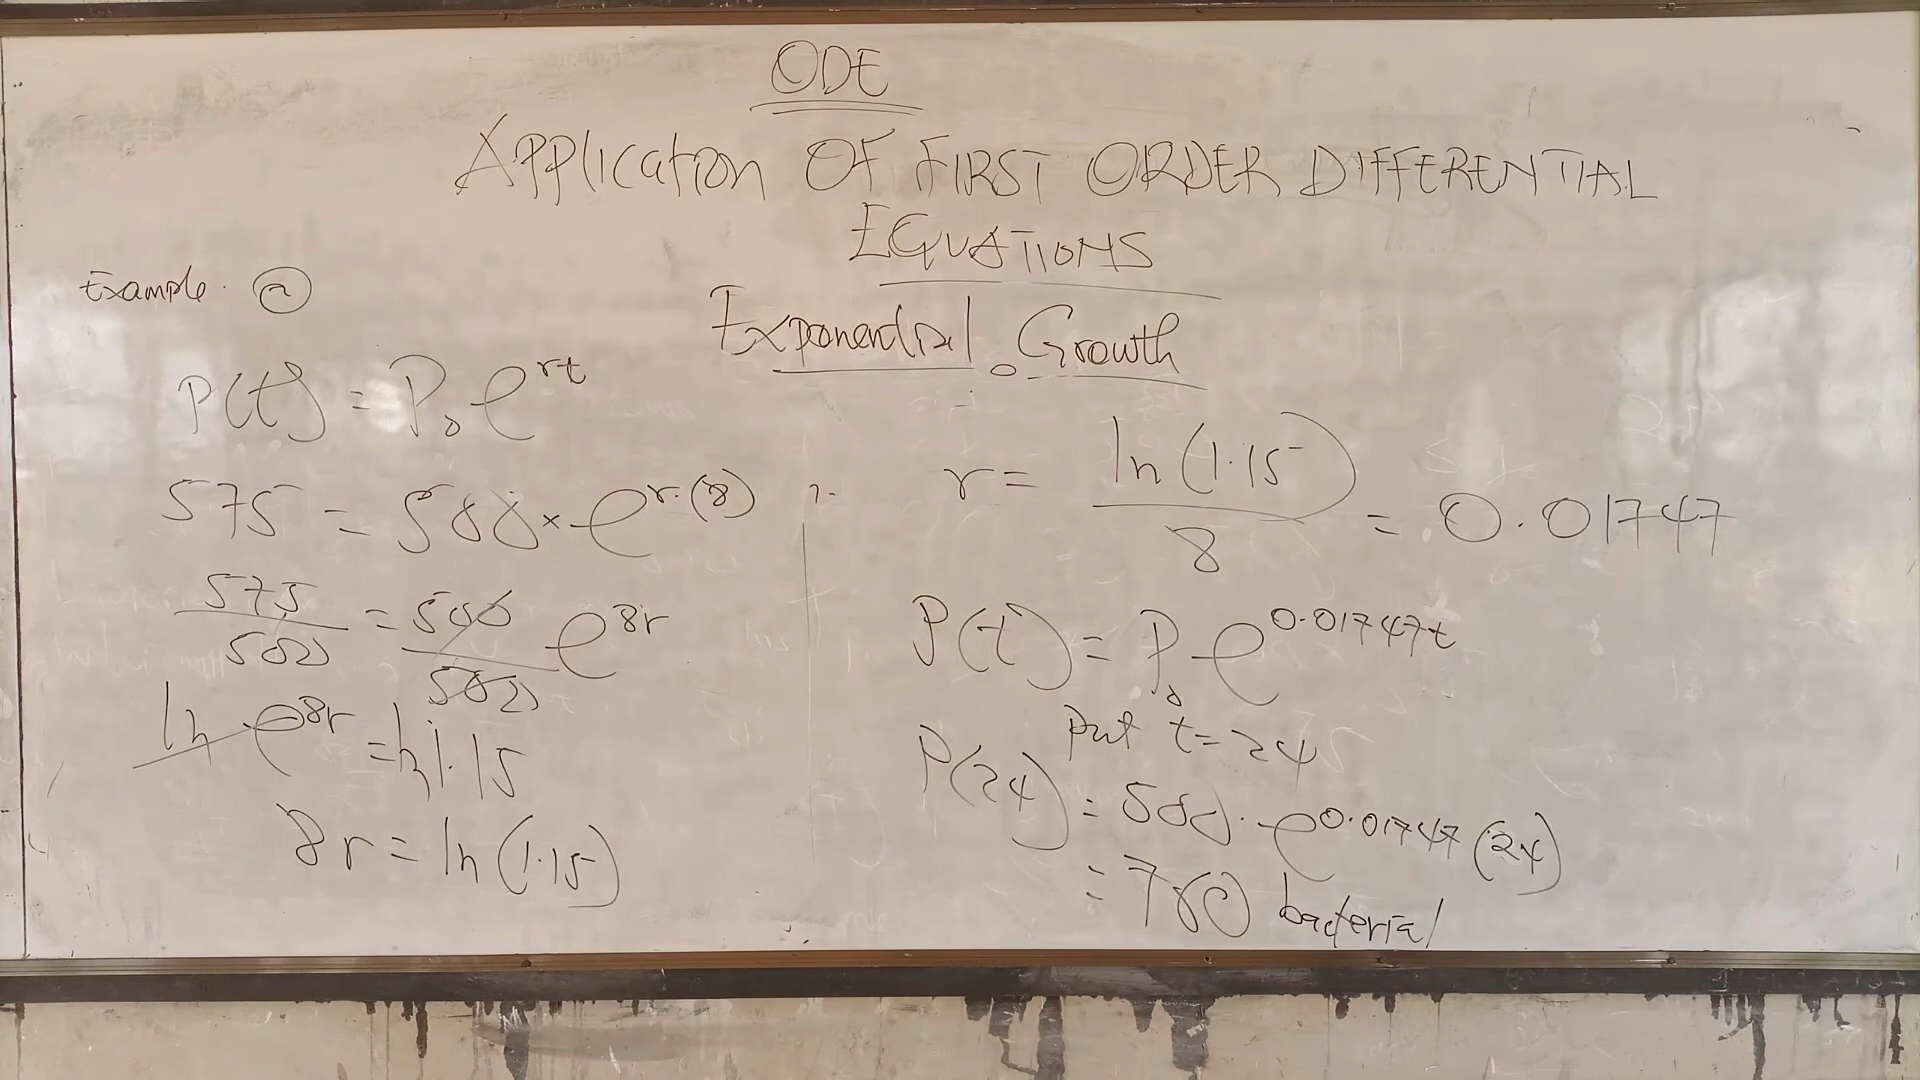 ODE
Application OF FIRST ORDER DIFFERENTIAL
EQUATIONS
Exponential Growth
Example (a)
P(t) = P₀ e^{rt}
575 = 500 × e^{r.(8)}
575/500 = 500/500 e^{8r}
ln e^{8r} = ln 1.15
8r = ln(1.15)
r = ln(1.15)/8 = 0.01747
P(t) = P₀ e^{0.01747t}
Put t = 24
P(24) = 500. e^{0.01747(24)}
= 760 bacterial